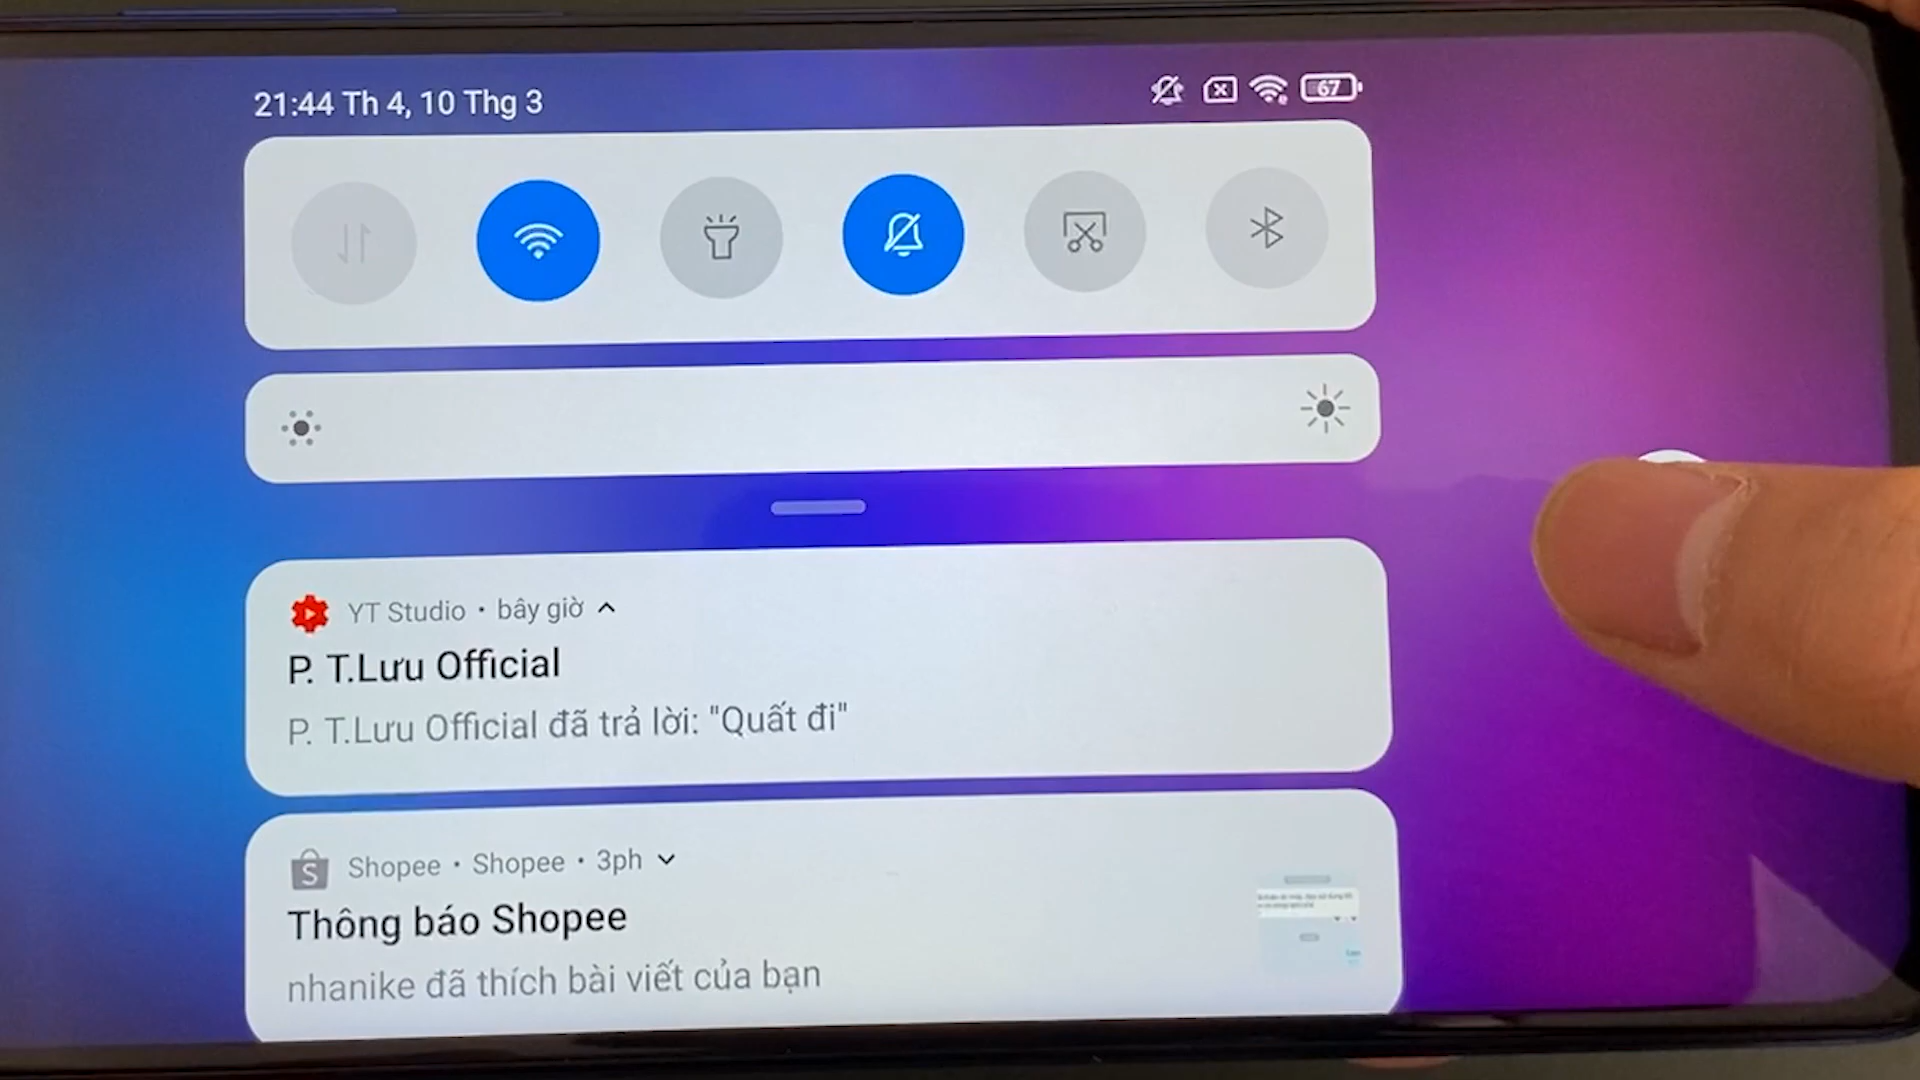 21:44 Th 4, 10 Thg 3
67
YT Studio • bây giờ
P. T.Lưu Official
P. T.Lưu Official đã trả lời: "Quất đi"
Shopee • Shopee • 3ph
Thông báo Shopee
nhanike đã thích bài viết của bạn